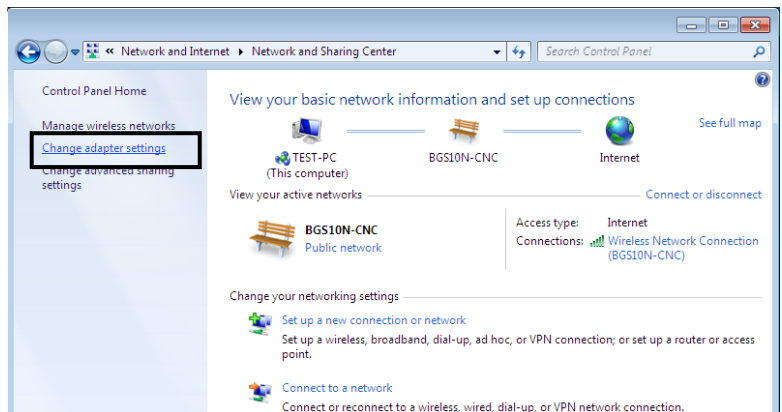 « Network and Internet ▸ Network and Sharing Center
Search Control Panel
Control Panel Home
Manage wireless networks
Change adapter settings
Change advanced sharing
settings
View your basic network information and set up connections
See full map
TEST-PC
(This computer)
BGS10N-CNC
Internet
View your active networks
Connect or disconnect
BGS10N-CNC
Public network
Access type: Internet
Connections: Wireless Network Connection
(BGS10N-CNC)
Change your networking settings
Set up a new connection or network
Set up a wireless, broadband, dial-up, ad hoc, or VPN connection; or set up a router or access
point.
Connect to a network
Connect or reconnect to a wireless, wired, dial-up, or VPN network connection.